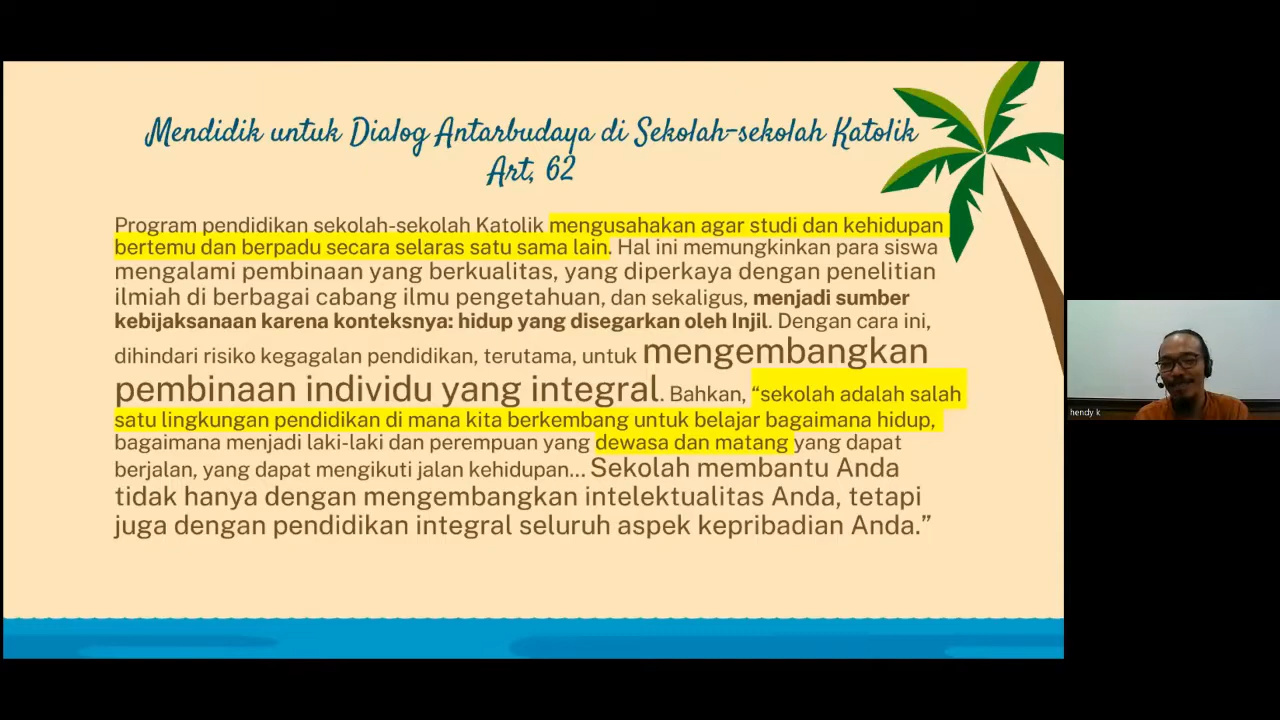 Mendidik untuk Dialog Antarbudaya di Sekolah-sekolah Katolik
Art, 62
Program pendidikan sekolah-sekolah Katolik mengusahakan agar studi dan kehidupan
bertemu dan berpadu secara selaras satu sama lain. Hal ini memungkinkan para siswa
mengalami pembinaan yang berkualitas, yang diperkaya dengan penelitian
ilmiah di berbagai cabang ilmu pengetahuan, dan sekaligus, menjadi sumber
kebijaksanaan karena konteksnya: hidup yang disegarkan oleh Injil. Dengan cara ini,
dihindari risiko kegagalan pendidikan, terutama, untuk mengembangkan
pembinaan individu yang integral. Bahkan, “sekolah adalah salah
satu lingkungan pendidikan di mana kita berkembang untuk belajar bagaimana hidup,
bagaimana menjadi laki-laki dan perempuan yang dewasa dan matang yang dapat
berjalan, yang dapat mengikuti jalan kehidupan... Sekolah membantu Anda
tidak hanya dengan mengembangkan intelektualitas Anda, tetapi
juga dengan pendidikan integral seluruh aspek kepribadian Anda.”
hendy k